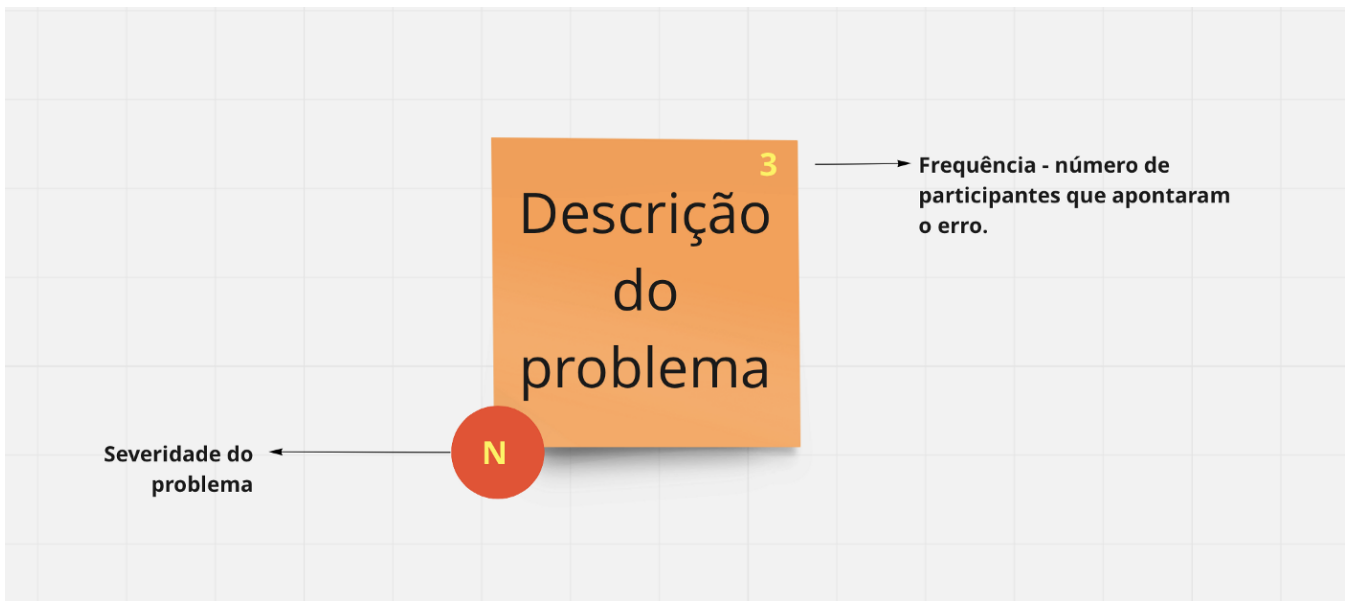 3
Frequência - número de
participantes que apontaram
o erro.
Descrição
do
problema
N
Severidade do
problema